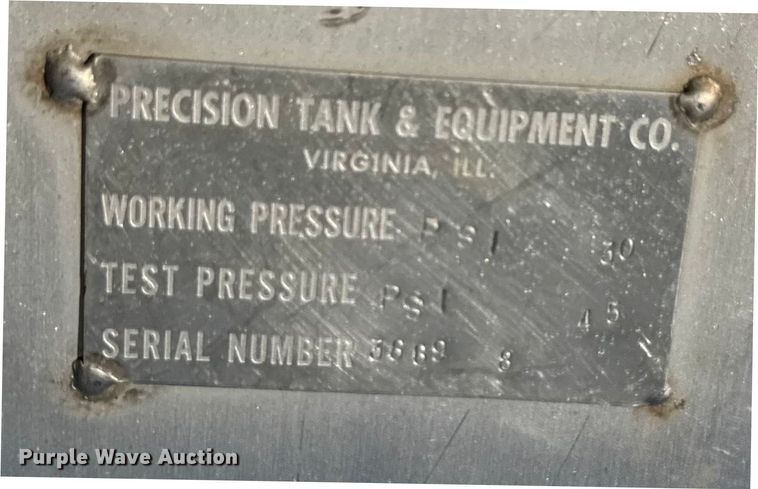 PRECISION TANK & EQUIPMENT CO.
VIRGINIA, ILL.
WORKING PRESSURE PSI 30
TEST PRESSURE PSI 45
SERIAL NUMBER
Purple Wave Auction